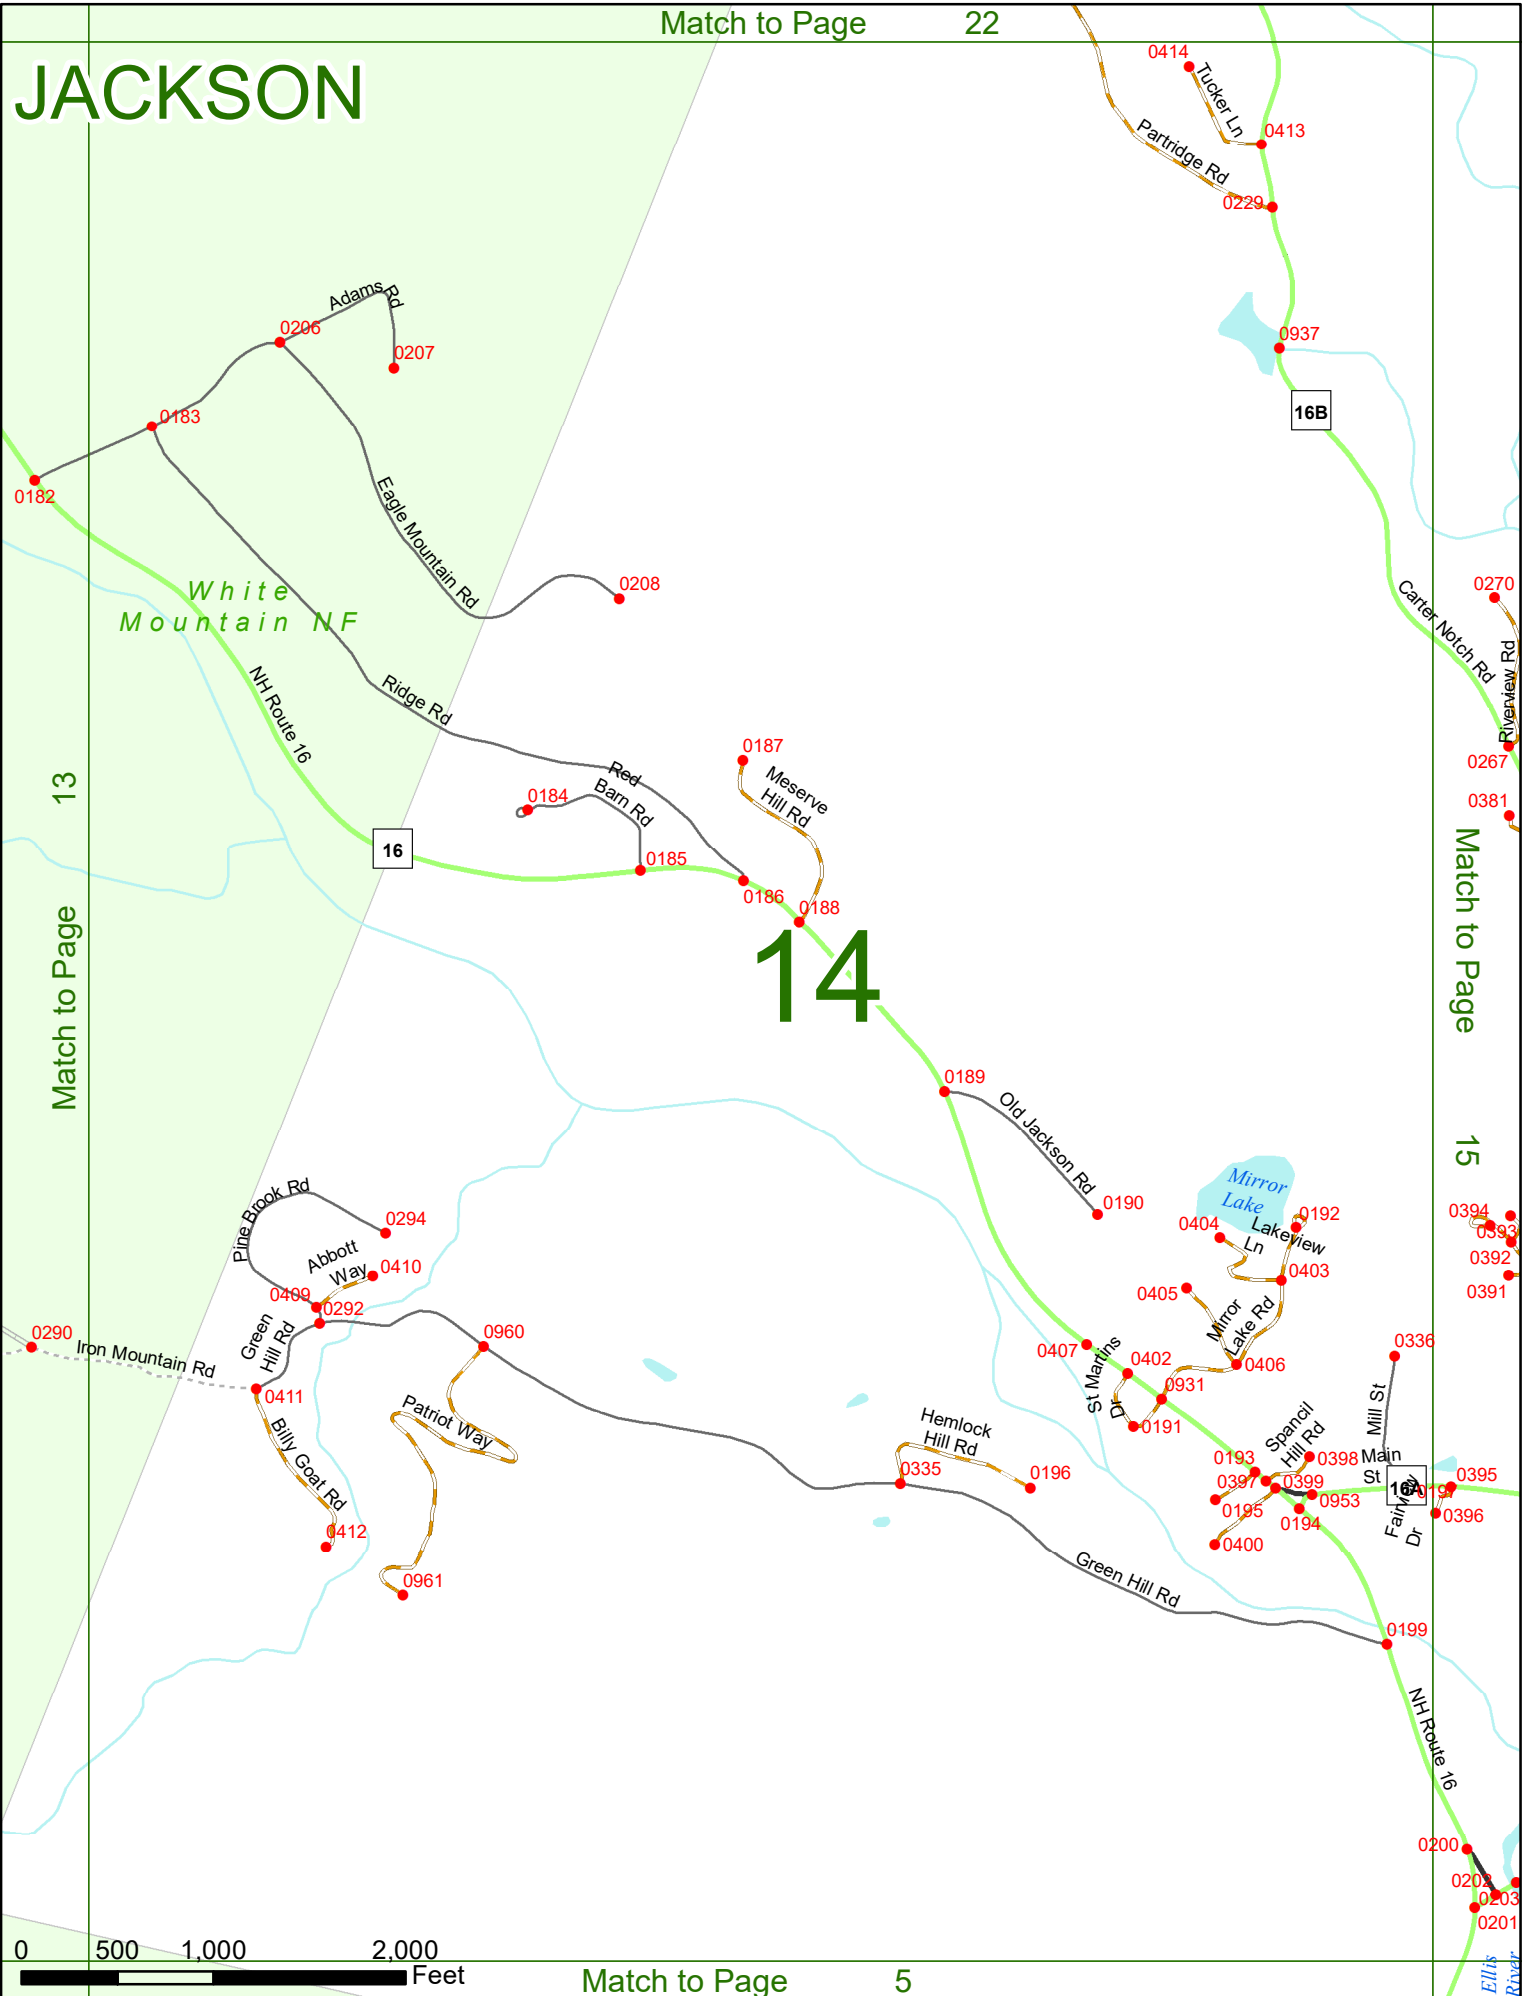 Match to Page 22
JACKSON
0414
Tucker Ln
0413
Partridge Rd
0229
Adams Rd
0206
0207
0937
16B
0183
0182
Eagle Mountain Rd
White
Mountain NF
0208
Carter Notch Rd
0270
Riverview Rd
0267
NH Route 16
Ridge Rd
0187
Meserve
Hill Rd
Red
Barn Rd
0184
0381
16
0185
0186
0188
13
Match to Page
14
Match to Page
15
0189
Old Jackson Rd
0190
Mirror
Lake
0404
0192
Lakeview
Ln
0394
0393
0392
0391
0403
0405
Mirror
Lake Rd
0406
Pine Brook Rd
0294
Abbott
Way
0410
0409
0292
Green
Hill Rd
0290
Iron Mountain Rd
0411
0960
0407
0402
St Martins
Dr
0931
0191
0336
Mill St
Patriot Way
Billy Goat Rd
0412
0961
Hemlock
Hill Rd
0335
0196
Spancil
Hill Rd
0193
0398
0397
0399
0195
0953
0194
0400
Main
St
16A
0395
0396
Fairview
Dr
Green Hill Rd
0199
NH Route 16
0200
0202
0203
0201
Ellis
River
0 500 1,000 2,000
Feet
Match to Page 5